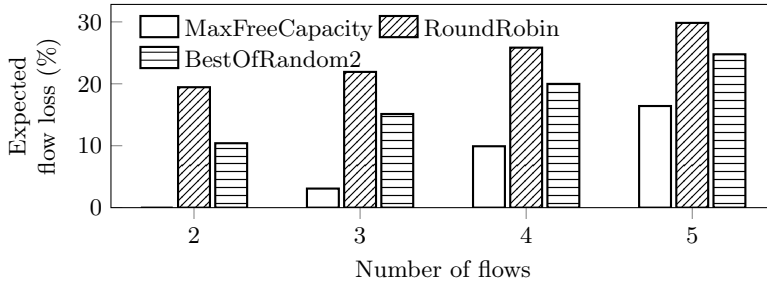 Expected
flow loss (%)
30
20
10
0
MaxFreeCapacity RoundRobin
BestOfRandom2
2 3 4 5
Number of flows